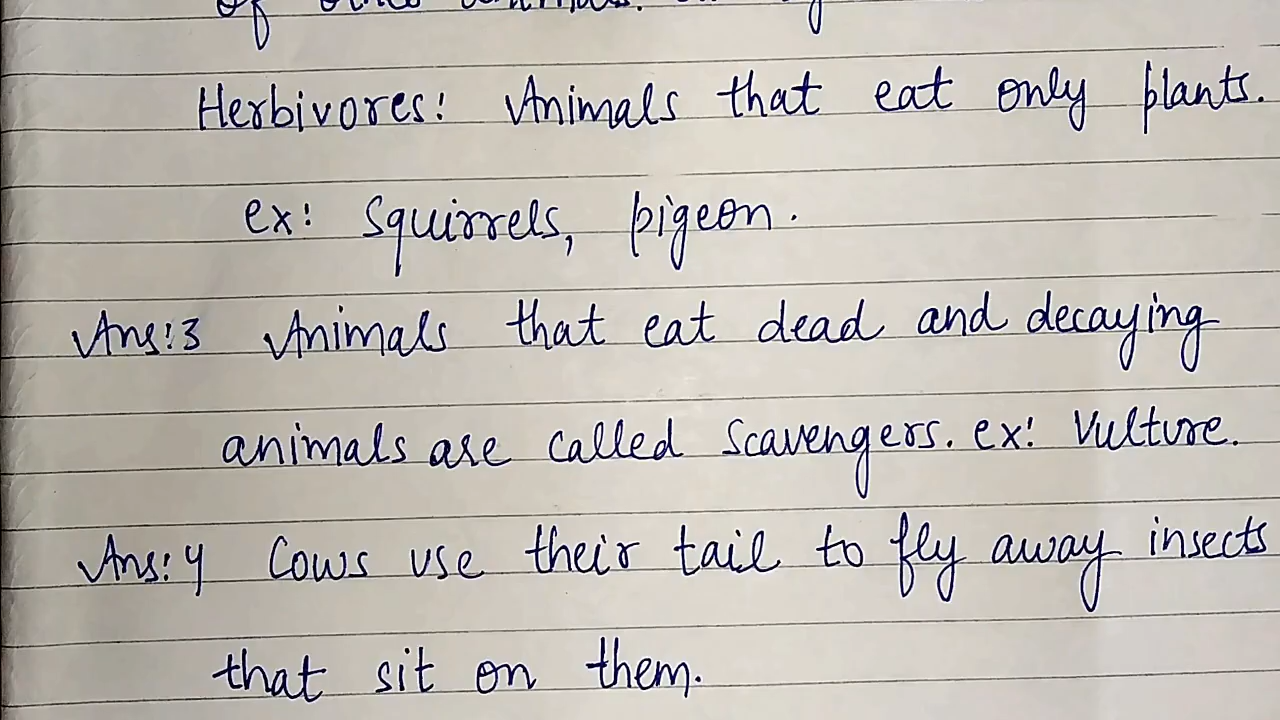 Herbivores: Animals that eat only plants.
ex: Squirrels, pigeon.
Ans:3 Animals that eat dead and decaying
animals are called Scavengers. ex: Vulture.
Ans:4 Cows use their tail to fly away insects
that sit on them.